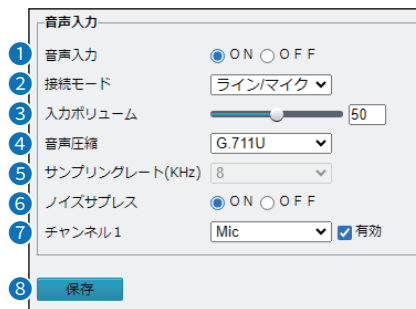 音声入力
1 音声入力 ON OFF
2 接続モード ライン/マイク
3 入力ボリューム 50
4 音声圧縮 G.711U
5 サンプリングレート(KHz) 8
6 ノイズサプレス ON OFF
7 チャンネル1 Mic 有効
8 保存